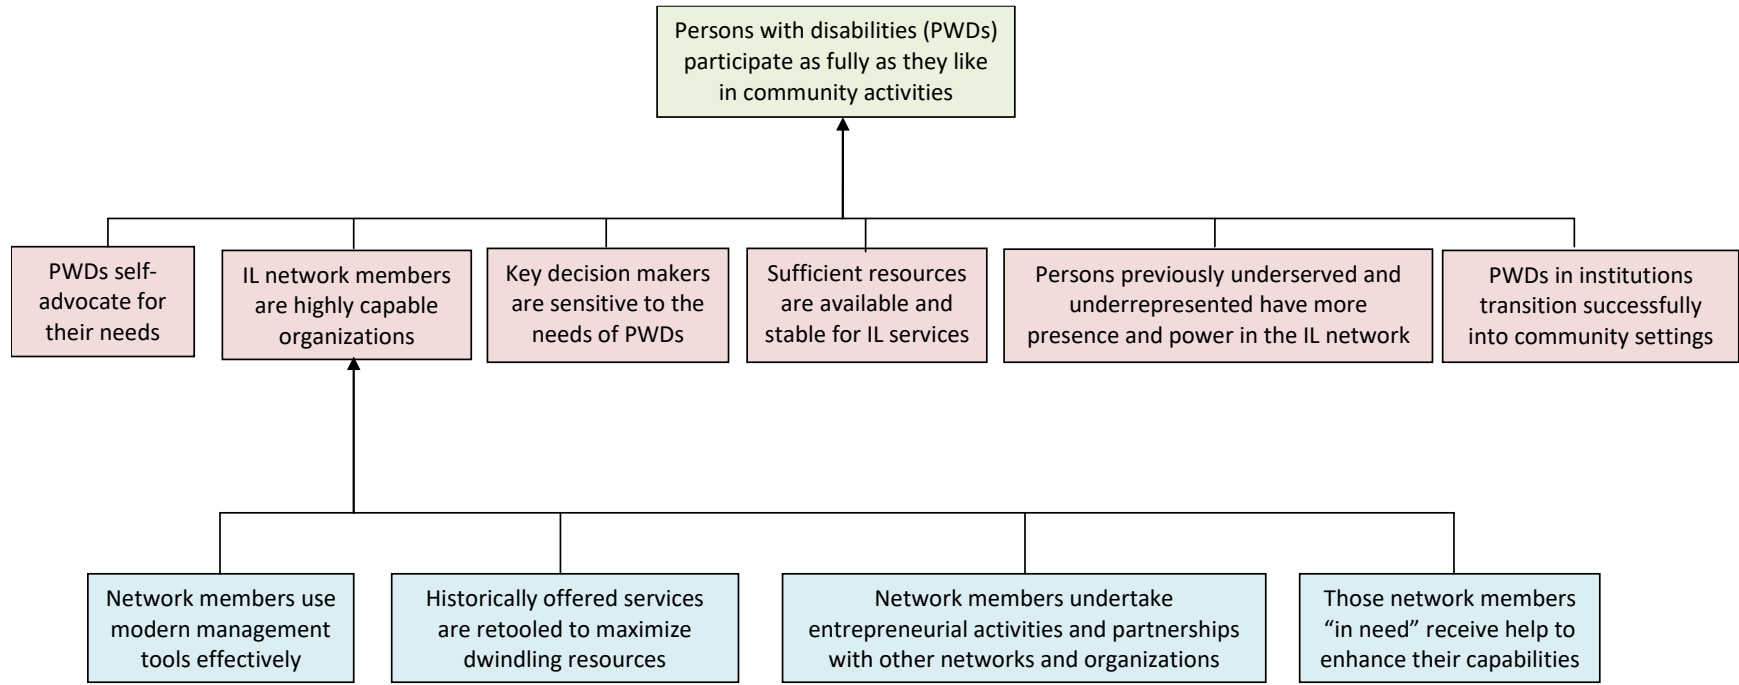 Persons with disabilities (PWDs)
participate as fully as they like
in community activities
PWDs self-
advocate for
their needs
IL network members
are highly capable
organizations
Key decision makers
are sensitive to the
needs of PWDs
Sufficient resources
are available and
stable for IL services
Persons previously underserved and
underrepresented have more
presence and power in the IL network
PWDs in institutions
transition successfully
into community settings
Network members use
modern management
tools effectively
Historically offered services
are retooled to maximize
dwindling resources
Network members undertake
entrepreneurial activities and partnerships
with other networks and organizations
Those network members
“in need” receive help to
enhance their capabilities